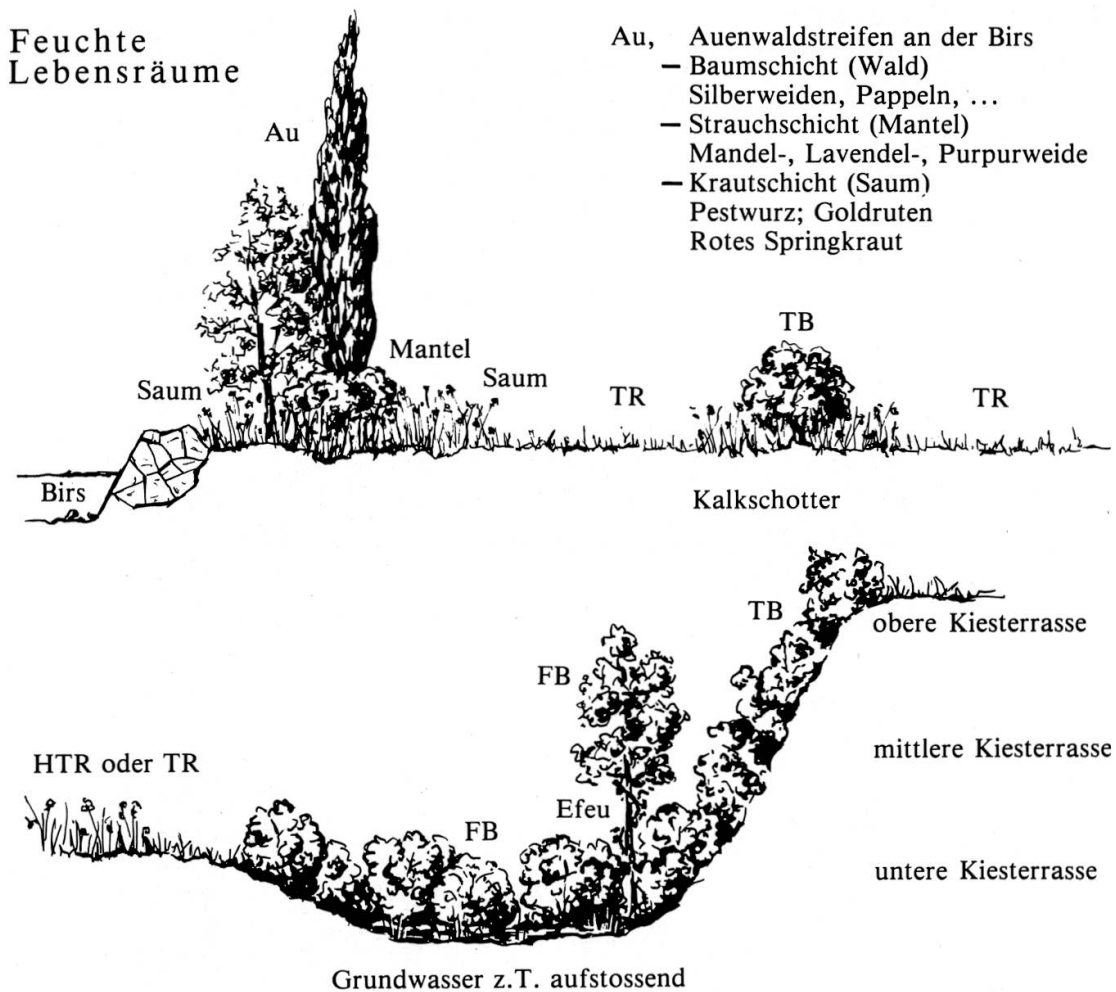 Feuchte
Lebensräume
Au, Auenwaldstreifen an der Birs
— Baumschicht (Wald)
Silberweiden, Pappeln, ...
— Strauchschicht (Mantel)
Mandel-, Lavendel-, Purpurweide
— Krautschicht (Saum)
Pestwurz; Goldruten
Rotes Springkraut
Au
TB
Mantel
Saum
Saum
TR
TR
Birs
Kalkschotter
TB
obere Kiesterrasse
FB
HTR oder TR
mittlere Kiesterrasse
Efeu
FB
untere Kiesterrasse
Grundwasser z.T. aufstossend